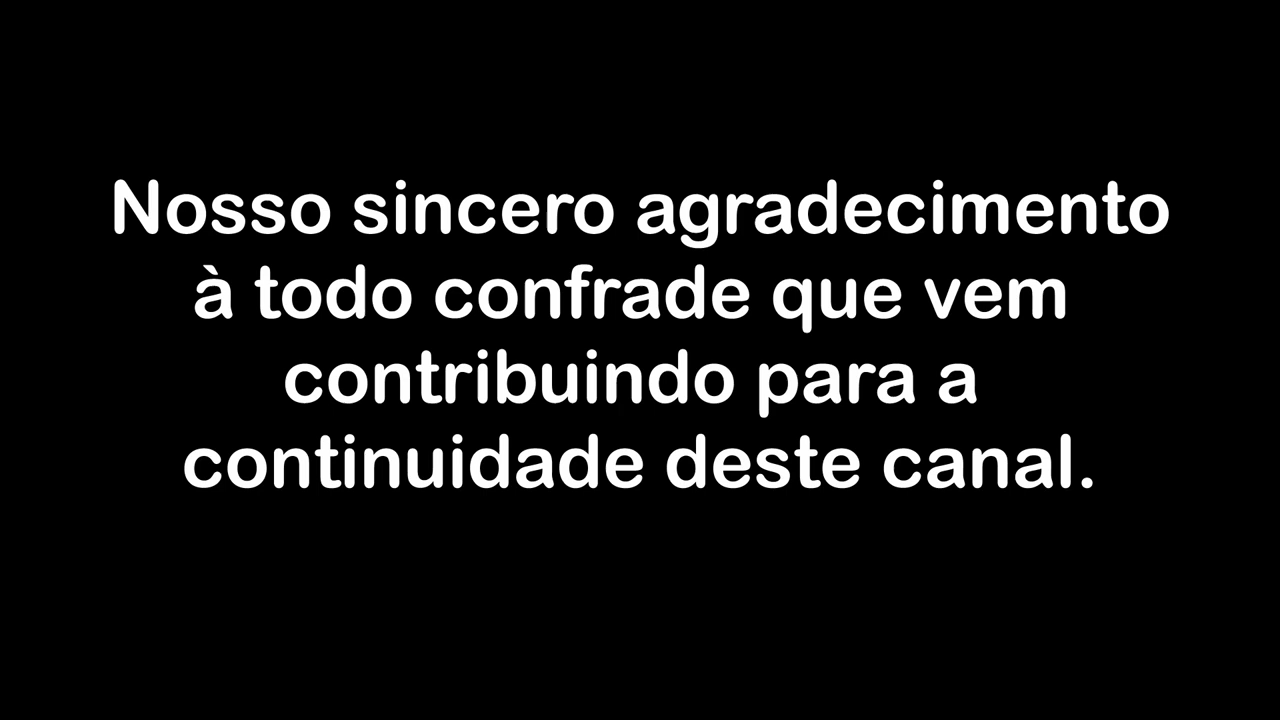 Nosso sincero agradecimento
à todo confrade que vem
contribuindo para a
continuidade deste canal.